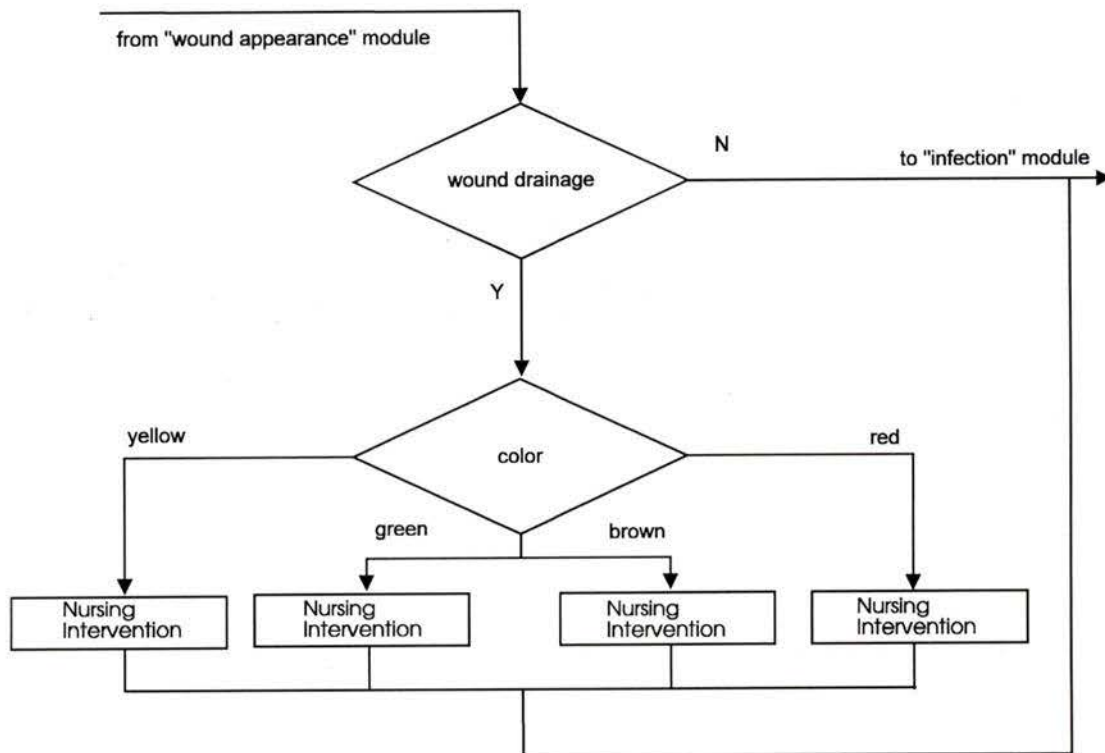 from "wound appearance" module
N
to "infection" module
wound drainage
Y
yellow
red
color
green
brown
Nursing
Intervention
Nursing
Intervention
Nursing
Intervention
Nursing
Intervention